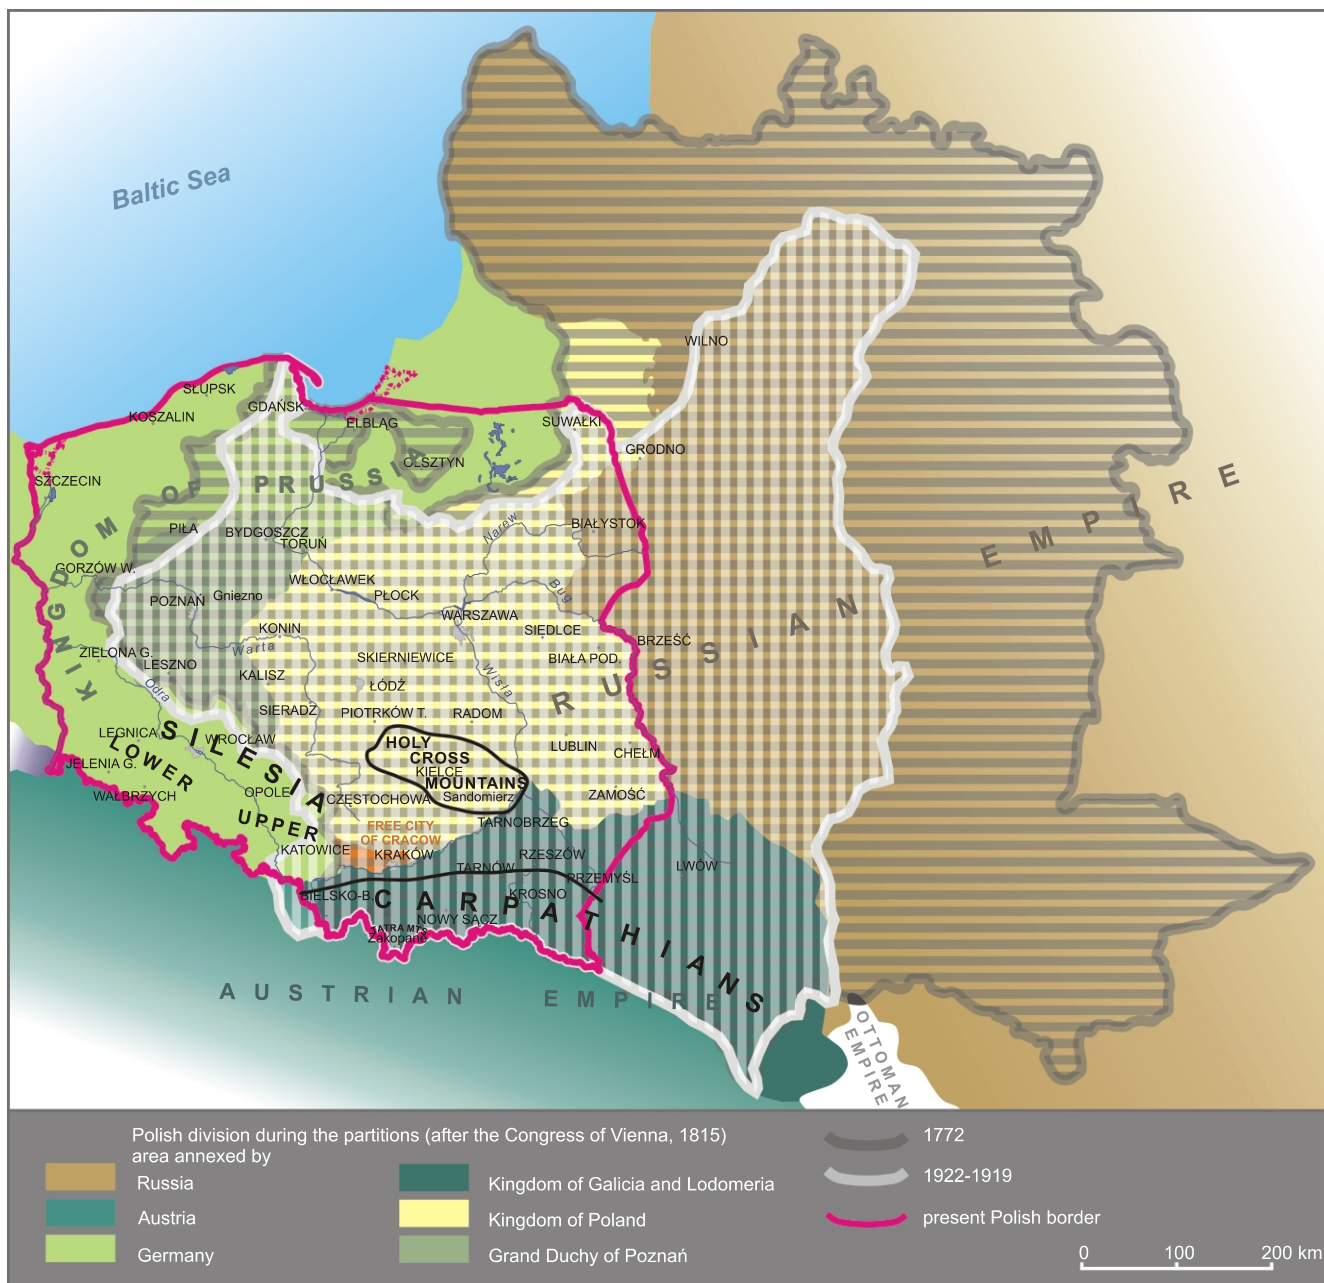 Baltic Sea
WILNO
SŁUPSK
GDAŃSK
KOSZALIN
ELBLĄG
SUWAŁKI
GRODNO
OLSZTYN
SZCZECIN
KINGDOM OF PRUSSIA
RUSSIAN EMPIRE
PIŁA
BYDGOSZCZ
TORUŃ
Narew
BIAŁYSTOK
GORZÓW W.
WŁOCŁAWEK
PŁOCK
Bug
POZNAŃ
Gniezno
WARSZAWA
KONIN
SIEDLCE
BRZEŚĆ
Warta
ZIELONA G.
LESZNO
SKIERNIEWICE
BIAŁA POD.
KALISZ
ŁÓDŹ
Wisła
Odra
SIERADZ
PIOTRKÓW T.
RADOM
LEGNICA
WROCŁAW
SILESIA
LOWER
UPPER
HOLY
CROSS
MOUNTAINS
KIELCE
Sandomierz
LUBLIN
CHEŁM
JELENIA G.
WAŁBRZYCH
OPOLE
CZĘSTOCHOWA
ZAMOŚĆ
TARNOBRZEG
FREE CITY
OF CRACOW
KATOWICE
KRAKÓW
TARNÓW
RZESZÓW
PRZEMYŚL
LWÓW
BIELSKO-B.
KROSNO
CARPATHIANS
NOWY SĄCZ
TATRA MTS
Zakopane
AUSTRIAN EMPIRE
OTTOMAN
EMPIRE
Polish division during the partitions (after the Congress of Vienna, 1815)
area annexed by
Russia
Austria
Germany
Kingdom of Galicia and Lodomeria
Kingdom of Poland
Grand Duchy of Poznań
1772
1922-1919
present Polish border
0 100 200 km